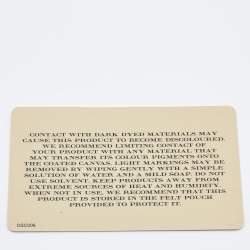 CONTACT WITH DARK DYED MATERIALS MAY
CAUSE THIS PRODUCT TO BECOME DISCOLOURED.
WE RECOMMEND LIMITING CONTACT OF
YOUR PRODUCT WITH ANY MATERIAL THAT
MAY TRANSFER ITS COLOUR PIGMENTS ONTO
THE COATED CANVAS. LIGHT MARKINGS MAY BE
REMOVED BY WIPING GENTLY WITH A SIMPLE
SOLUTION OF WATER AND A MILD SOAP. DO NOT
USE SOLVENT. KEEP PRODUCTS AWAY FROM
EXTREME SOURCES OF HEAT AND HUMIDITY.
WHEN NOT IN USE, WE RECOMMEND THAT THIS
PRODUCT IS STORED IN THE FELT POUCH
PROVIDED TO PROTECT IT.